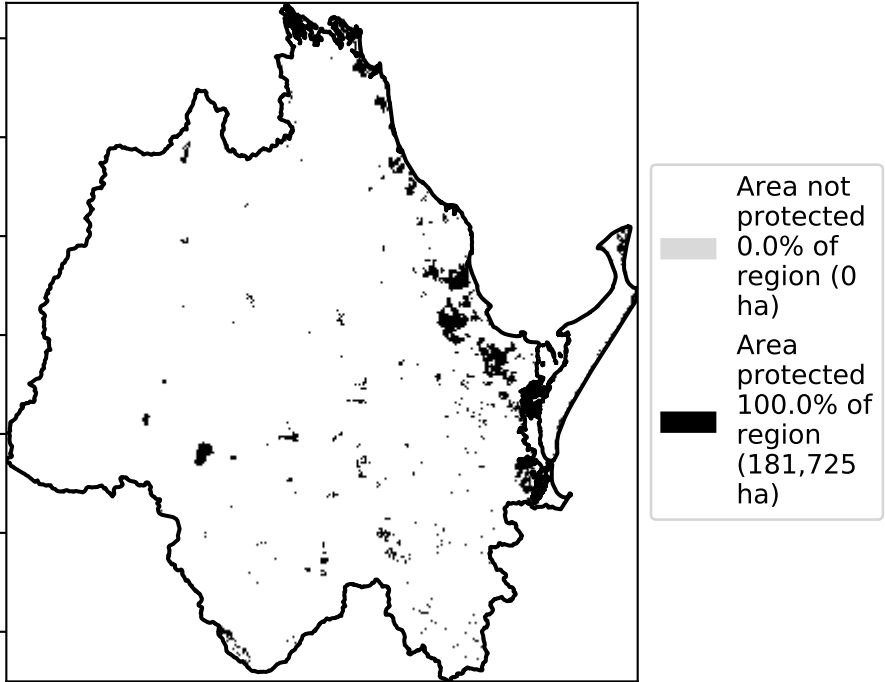 Area not
protected
0.0% of
region (0
ha)
Area
protected
100.0% of
region
(181,725
ha)